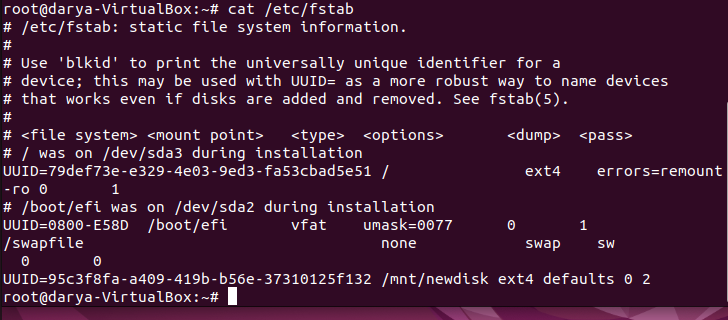 root@darya-VirtualBox:~# cat /etc/fstab
# /etc/fstab: static file system information.
#
# Use 'blkid' to print the universally unique identifier for a
# device; this may be used with UUID= as a more robust way to name devices
# that works even if disks are added and removed. See fstab(5).
#
# <file system> <mount point>   <type>  <options>       <dump>  <pass>
# / was on /dev/sda3 during installation
UUID=79def73e-e329-4e03-9ed3-fa53cbad5e51 /               ext4    errors=remount
-ro 0       1
# /boot/efi was on /dev/sda2 during installation
UUID=0800-E58D  /boot/efi       vfat    umask=0077      0       1
/swapfile                                 none            swap    sw
  0       0
UUID=95c3f8fa-a409-419b-b56e-37310125f132 /mnt/newdisk ext4 defaults 0 2
root@darya-VirtualBox:~#